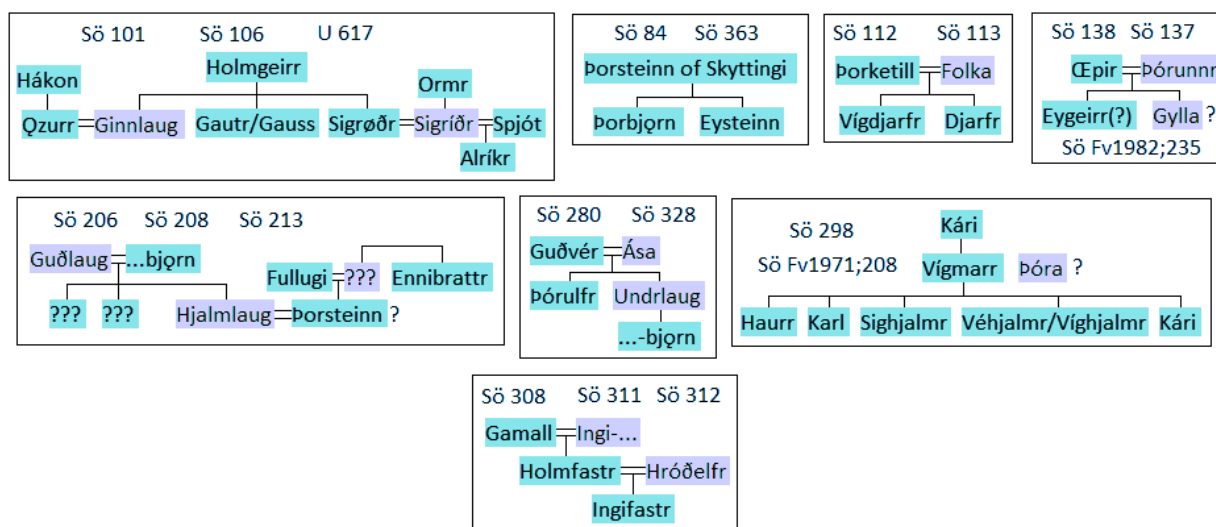 Sö 101 Sö 106 U 617
Holmgeirr
Hákon
Ormr
Ǫzurr Ginnlaug Gautr/Gauss Sigrøðr Sigríðr Spjót
Alríkr
Sö 84 Sö 363
Þorsteinn of Skyttingi
Þorbjǫrn Eysteinn
Sö 112 Sö 113
Þorketill Folka
Vígdjarfr Djarfr
Sö 138 Sö 137
Œpir Þórunnr
Eygeirr(?) Gylla ?
Sö Fv1982;235
Sö 206 Sö 208 Sö 213
Guðlaug ...bjǫrn
Fullugi ??? Ennibrattr
??? ??? Hjalmlaug Þorsteinn ?
Sö 280 Sö 328
Guðvér Ása
Þórulfr Undrlaug
...-bjǫrn
Sö 298
Sö Fv1971;208
Kári
Vígmarr Þóra ?
Haurr Karl Sighjalmr Véhjalmr/Víghjalmr Kári
Sö 308 Sö 311 Sö 312
Gamall Ingi-...
Holmfastr Hróðelfr
Ingifastr